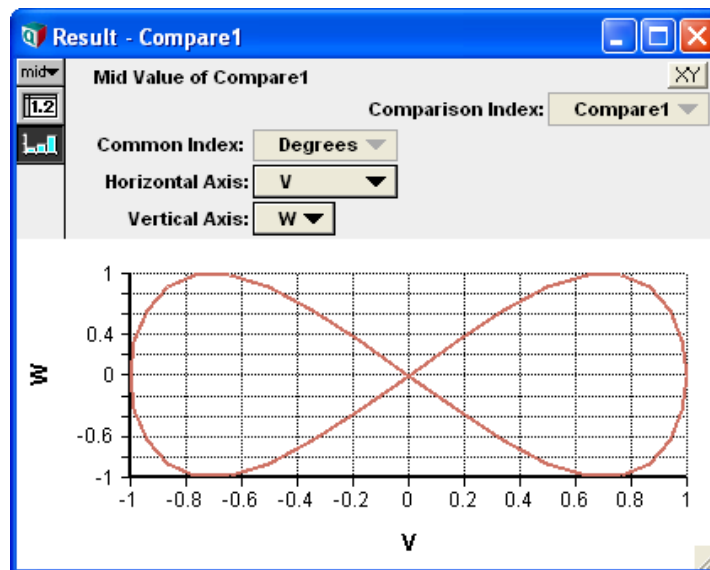 Result - Compare1
mid
Mid Value of Compare1
XY
1.2
Comparison Index: Compare1
Common Index: Degrees
Horizontal Axis: V
Vertical Axis: W
1
0.4
0
-0.6
-1
W
-1 -0.8 -0.6 -0.4 -0.2 0 0.2 0.4 0.6 0.8 1
V